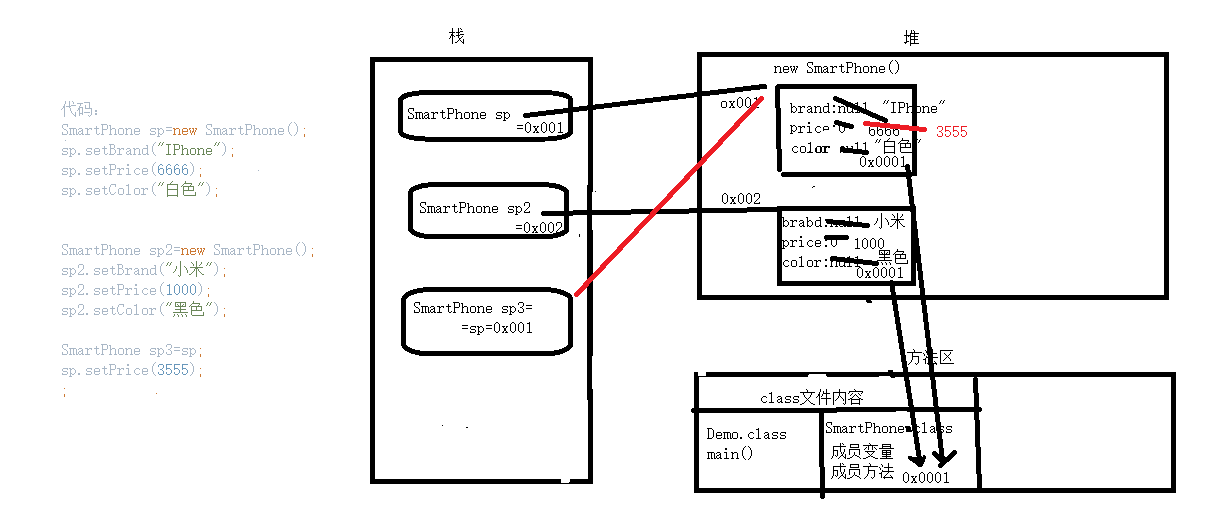 代码:
SmartPhone sp=new SmartPhone();
sp.setBrand("IPhone");
sp.setPrice(6666);
sp.setColor("白色");
SmartPhone sp2=new SmartPhone();
sp2.setBrand("小米");
sp2.setPrice(1000);
sp2.setColor("黑色");
SmartPhone sp3=sp;
sp.setPrice(3555);
;
栈
SmartPhone sp
=0x001
SmartPhone sp2
=0x002
SmartPhone sp3=
=sp=0x001
堆
new SmartPhone()
ox001
brand:null "IPhone"
price:0 6666 3555
color null "白色"
0x0001
0x002
brabd:null 小米
price:0 1000
color:null 黑色
0x0001
方法区
class文件内容
Demo.class
main()
SmartPhone.class
成员变量
成员方法 0x0001